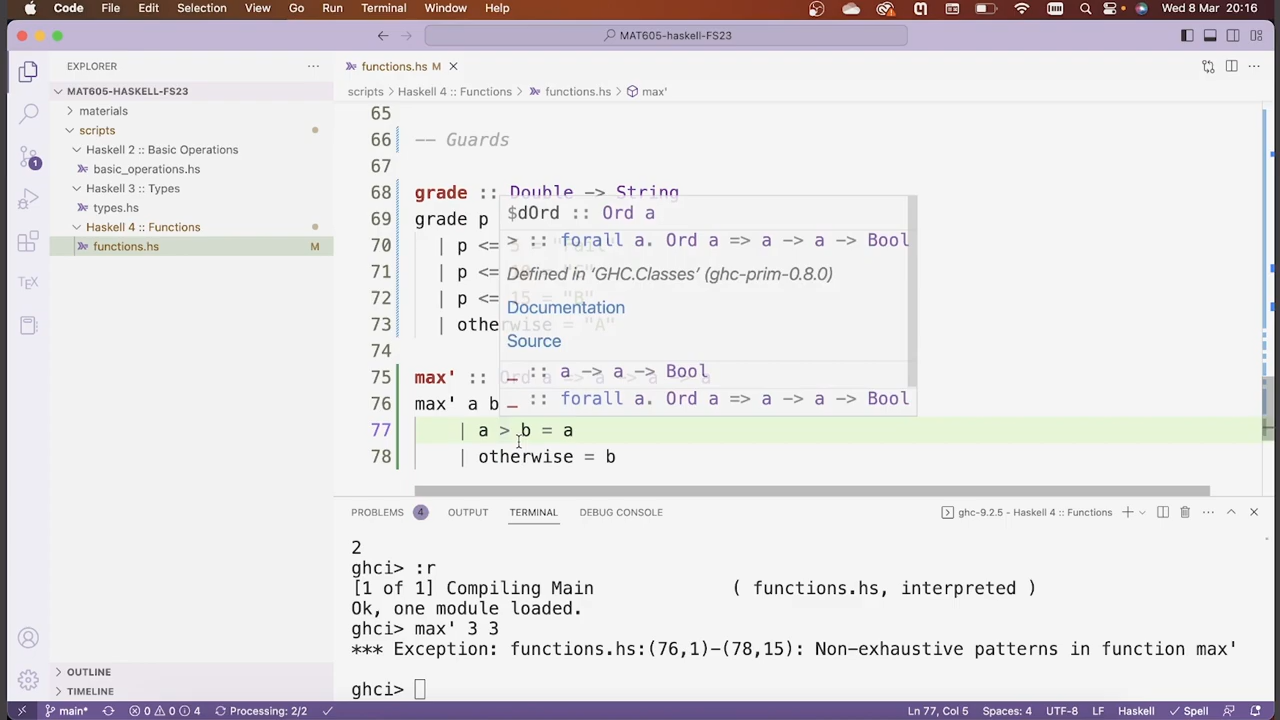 Code File Edit Selection View Go Run Terminal Window Help Wed 8 Mar 20:16
MAT605-haskell-FS23
EXPLORER
functions.hs M
MAT605-HASKELL-FS23
scripts > Haskell 4 :: Functions > functions.hs > max'
materials
scripts
Haskell 2 :: Basic Operations
basic_operations.hs
Haskell 3 :: Types
types.hs
Haskell 4 :: Functions
functions.hs M
65
66 -- Guards
67
68 grade :: Double -> String
69 grade p
70 | p <=
71 | p <=
72 | p <= 15 = "B"
73 | otherwise = "A"
74
75 max' :: Ord a => a -> a -> a
76 max' a b
77 | a > b = a
78 | otherwise = b
$dOrd :: Ord a
> :: forall a. Ord a => a -> a -> Bool
Defined in ‘GHC.Classes’ (ghc-prim-0.8.0)
Documentation
Source
_ :: a -> a -> Bool
_ :: forall a. Ord a => a -> a -> Bool
PROBLEMS 4 OUTPUT TERMINAL DEBUG CONSOLE ghc-9.2.5 - Haskell 4 :: Functions
2
ghci> :r
[1 of 1] Compiling Main ( functions.hs, interpreted )
Ok, one module loaded.
ghci> max' 3 3
*** Exception: functions.hs:(76,1)-(78,15): Non-exhaustive patterns in function max'
ghci>
OUTLINE
TIMELINE
1
main* 0 0 4 Processing: 2/2 Ln 77, Col 5 Spaces: 4 UTF-8 LF Haskell Spell